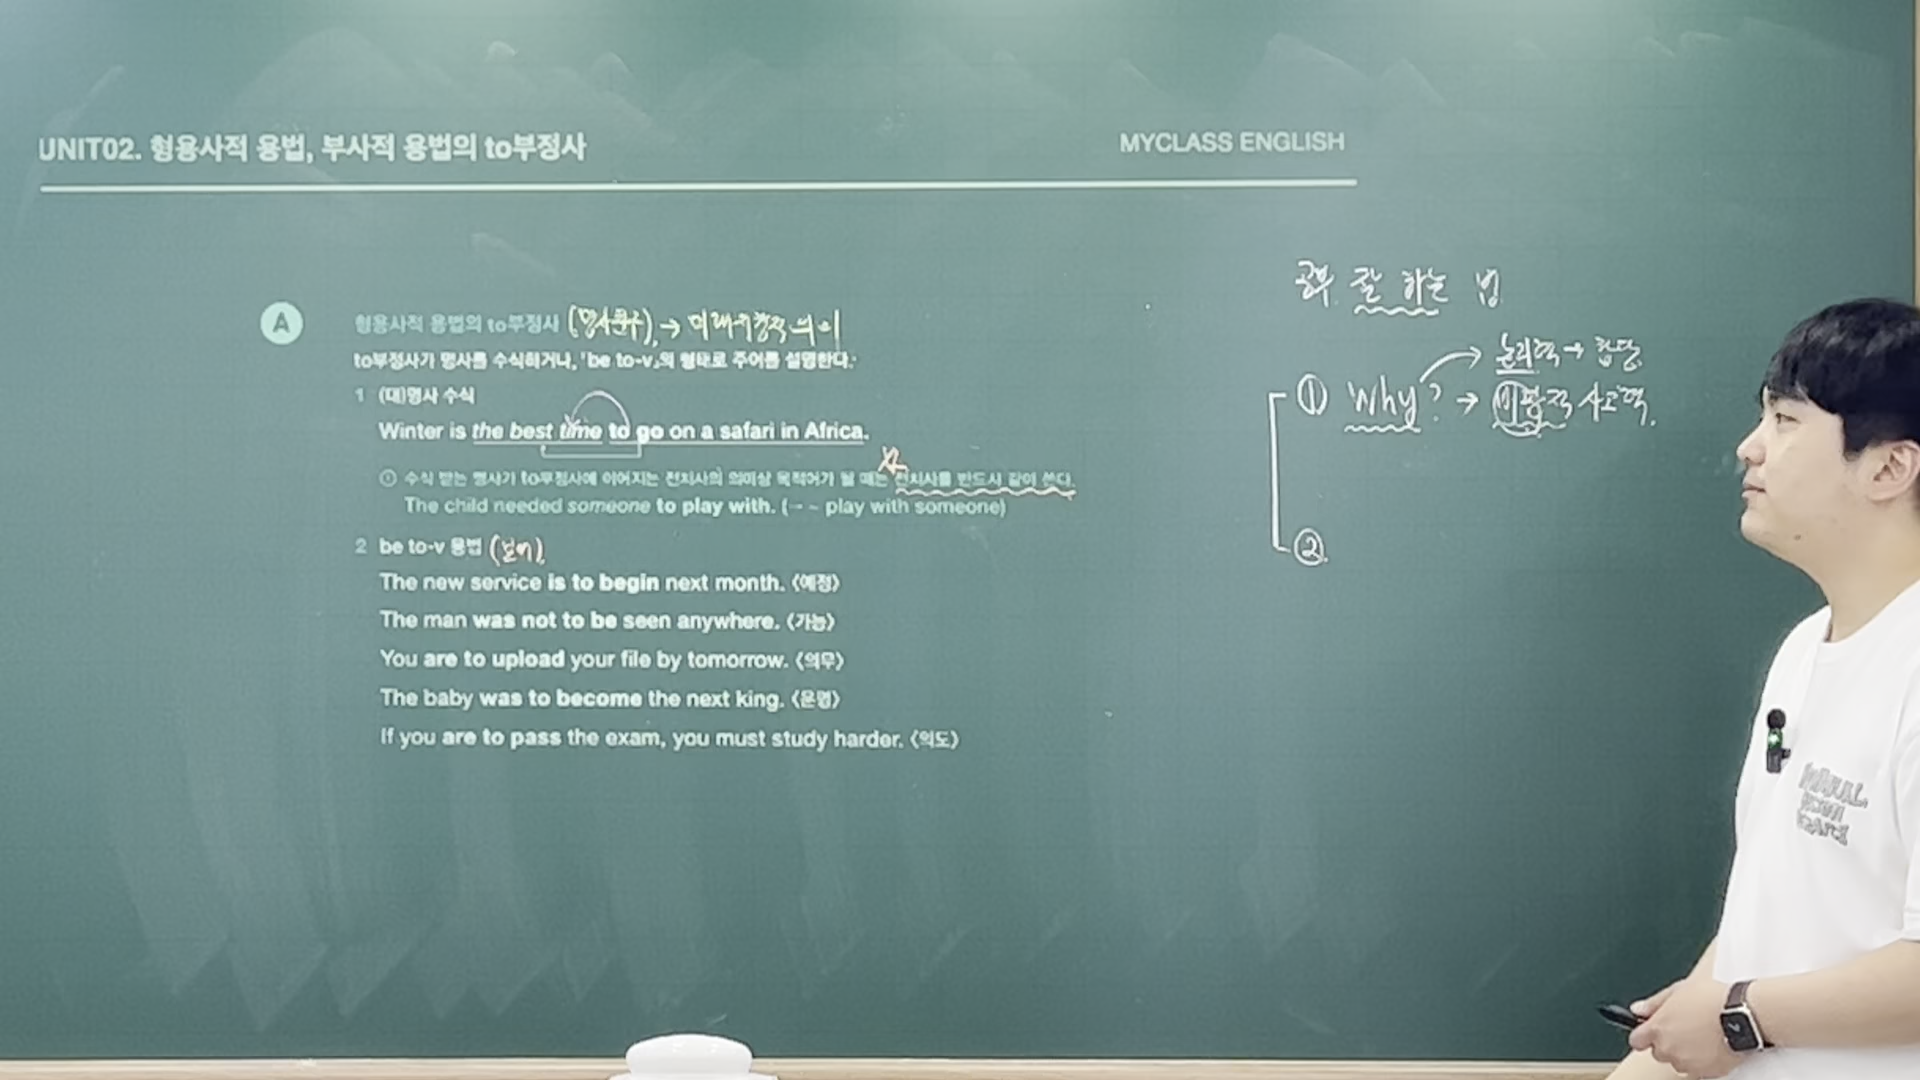 UNIT02. 형용사적 용법, 부사적 용법의 to부정사
MYCLASS ENGLISH
A
형용사적 용법의 to부정사 (명사수식) → 미래지향적 의미
to부정사가 명사를 수식하거나, 「be to-v」의 형태로 주어를 설명한다.
1 (대)명사 수식
Winter is the best time to go on a safari in Africa.
① 수식 받는 명사가 to부정사에 이어지는 전치사의 의미상 목적어가 될 때는 전치사를 반드시 같이 쓴다.
The child needed someone to play with. (← ~ play with someone)
2 be to-v 용법 (보어)
The new service is to begin next month. 〈예정〉
The man was not to be seen anywhere. 〈가능〉
You are to upload your file by tomorrow. 〈의무〉
The baby was to become the next king. 〈운명〉
If you are to pass the exam, you must study harder. 〈의도〉
공부 잘 하는 법
논리력 →
① Why? → 비판적 사고력.
②